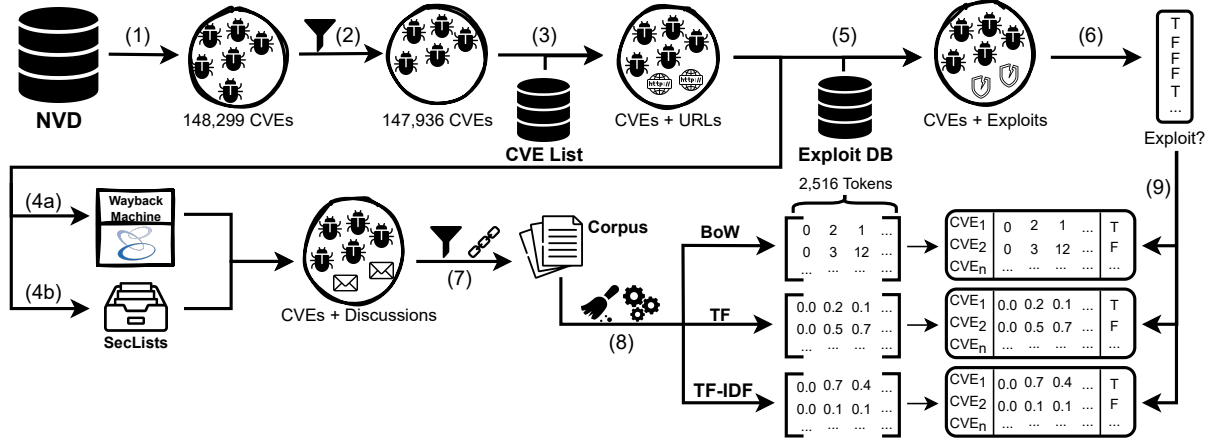 (1)
(2)
(3)
(5)
(6)
NVD
148,299 CVEs
147,936 CVEs
http://
http://
CVEs + URLs
CVEs + Exploits
T
F
F
F
T
...
Exploit?
CVE List
Exploit DB
2,516 Tokens
(9)
(4a)
Wayback
Machine
(4b)
SecLists
CVEs + Discussions
(7)
Corpus
(8)
BoW
0 2 1 ...
0 3 12 ...
... ... ... ...
CVE1 0 2 1 ... T
CVE2 0 3 12 ... F
CVEn ... ... ... ...
TF
0.0 0.2 0.1 ...
0.0 0.5 0.7 ...
... ... ... ...
CVE1 0.0 0.2 0.1 ... T
CVE2 0.0 0.5 0.7 ... F
CVEn ... ... ... ...
TF-IDF
0.0 0.7 0.4 ...
0.0 0.1 0.1 ...
... ... ... ...
CVE1 0.0 0.7 0.4 ... T
CVE2 0.0 0.1 0.1 ... F
CVEn ... ... ... ...